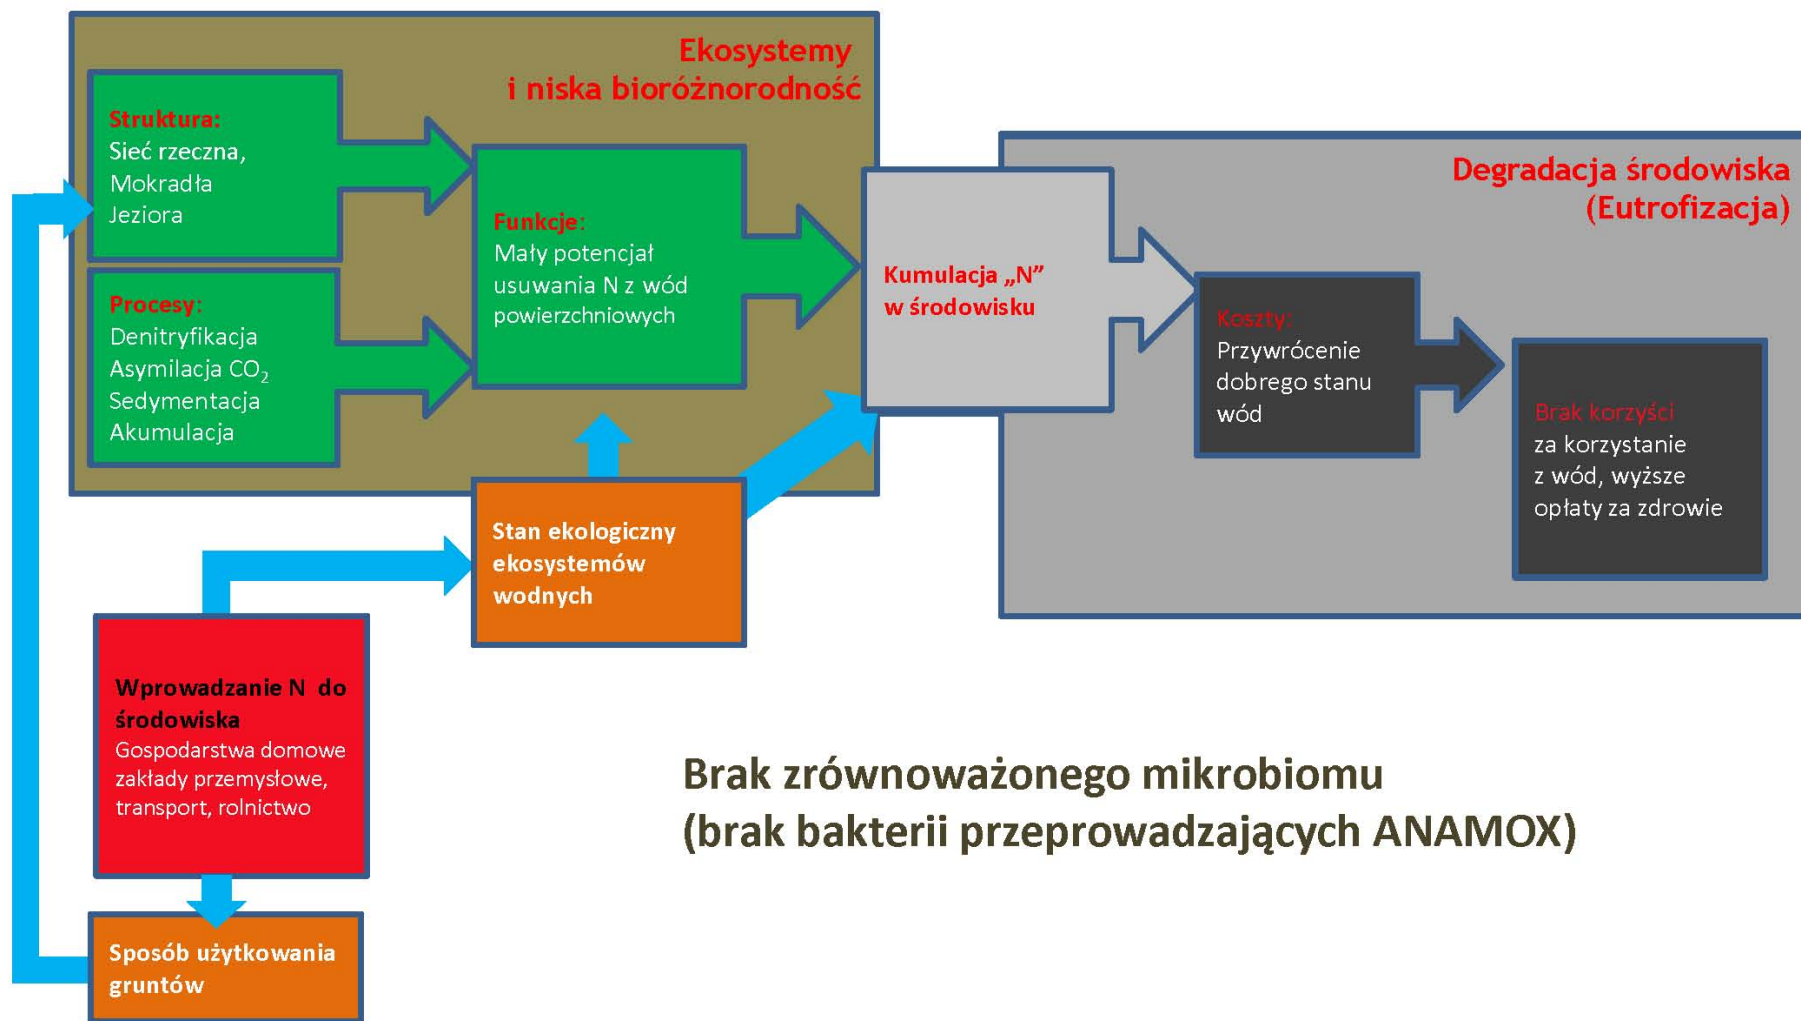 Ekosystemy
i niska bioróżnorodność
Struktura:
Sieć rzeczna,
Mokradła
Jeziora
Procesy:
Denitryfikacja
Asymilacja CO₂
Sedymentacja
Akumulacja
Funkcje:
Mały potencjał
usuwania N z wód
powierzchniowych
Kumulacja „N”
w środowisku
Degradacja środowiska
(Eutrofizacja)
Koszty:
Przywrócenie
dobrego stanu
wód
Brak korzyści
za korzystanie
z wód, wyższe
opłaty za zdrowie
Stan ekologiczny
ekosystemów
wodnych
Wprowadzanie N do
środowiska
Gospodarstwa domowe
zakłady przemysłowe,
transport, rolnictwo
Sposób użytkowania
gruntów
Brak zrównoważonego mikrobiomu
(brak bakterii przeprowadzających ANAMOX)